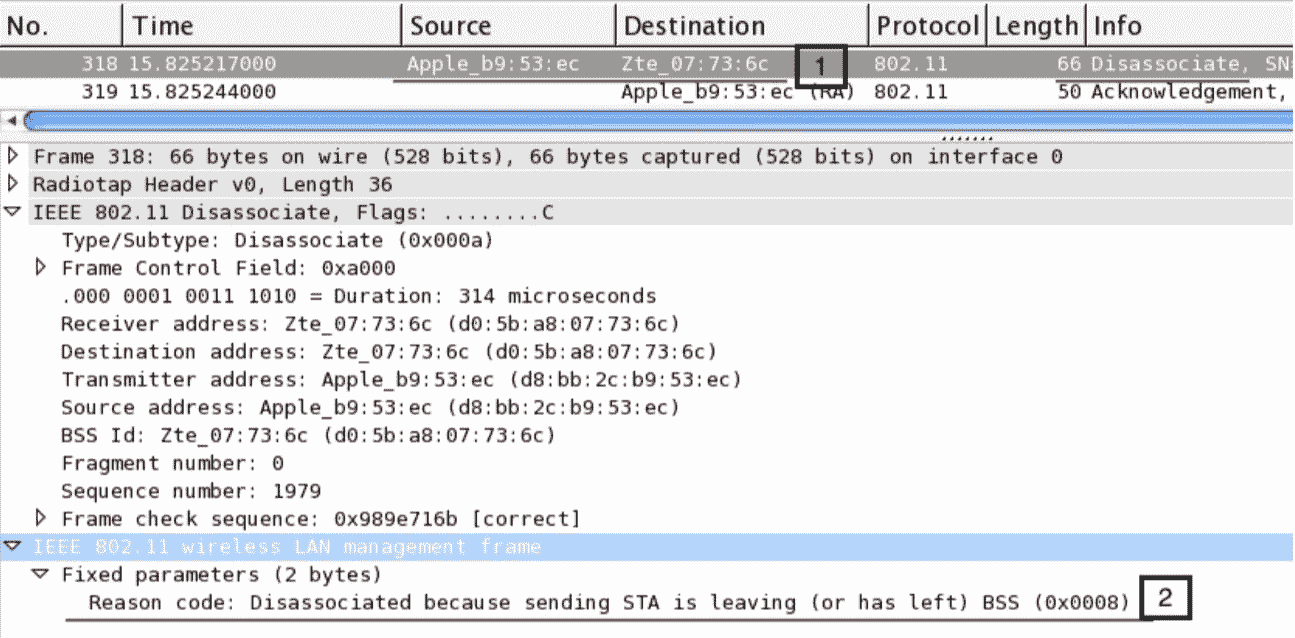 No. Time Source Destination Protocol Length Info
318 15.825217000 Apple_b9:53:ec Zte_07:73:6c 1 802.11 66 Disassociate, SN=
319 15.825244000 Apple_b9:53:ec (RA) 802.11 50 Acknowledgement,
Frame 318: 66 bytes on wire (528 bits), 66 bytes captured (528 bits) on interface 0
Radiotap Header v0, Length 36
IEEE 802.11 Disassociate, Flags: ........C
Type/Subtype: Disassociate (0x000a)
Frame Control Field: 0xa000
.000 0001 0011 1010 = Duration: 314 microseconds
Receiver address: Zte_07:73:6c (d0:5b:a8:07:73:6c)
Destination address: Zte_07:73:6c (d0:5b:a8:07:73:6c)
Transmitter address: Apple_b9:53:ec (d8:bb:2c:b9:53:ec)
Source address: Apple_b9:53:ec (d8:bb:2c:b9:53:ec)
BSS Id: Zte_07:73:6c (d0:5b:a8:07:73:6c)
Fragment number: 0
Sequence number: 1979
Frame check sequence: 0x989e716b [correct]
IEEE 802.11 wireless LAN management frame
Fixed parameters (2 bytes)
Reason code: Disassociated because sending STA is leaving (or has left) BSS (0x0008) 2